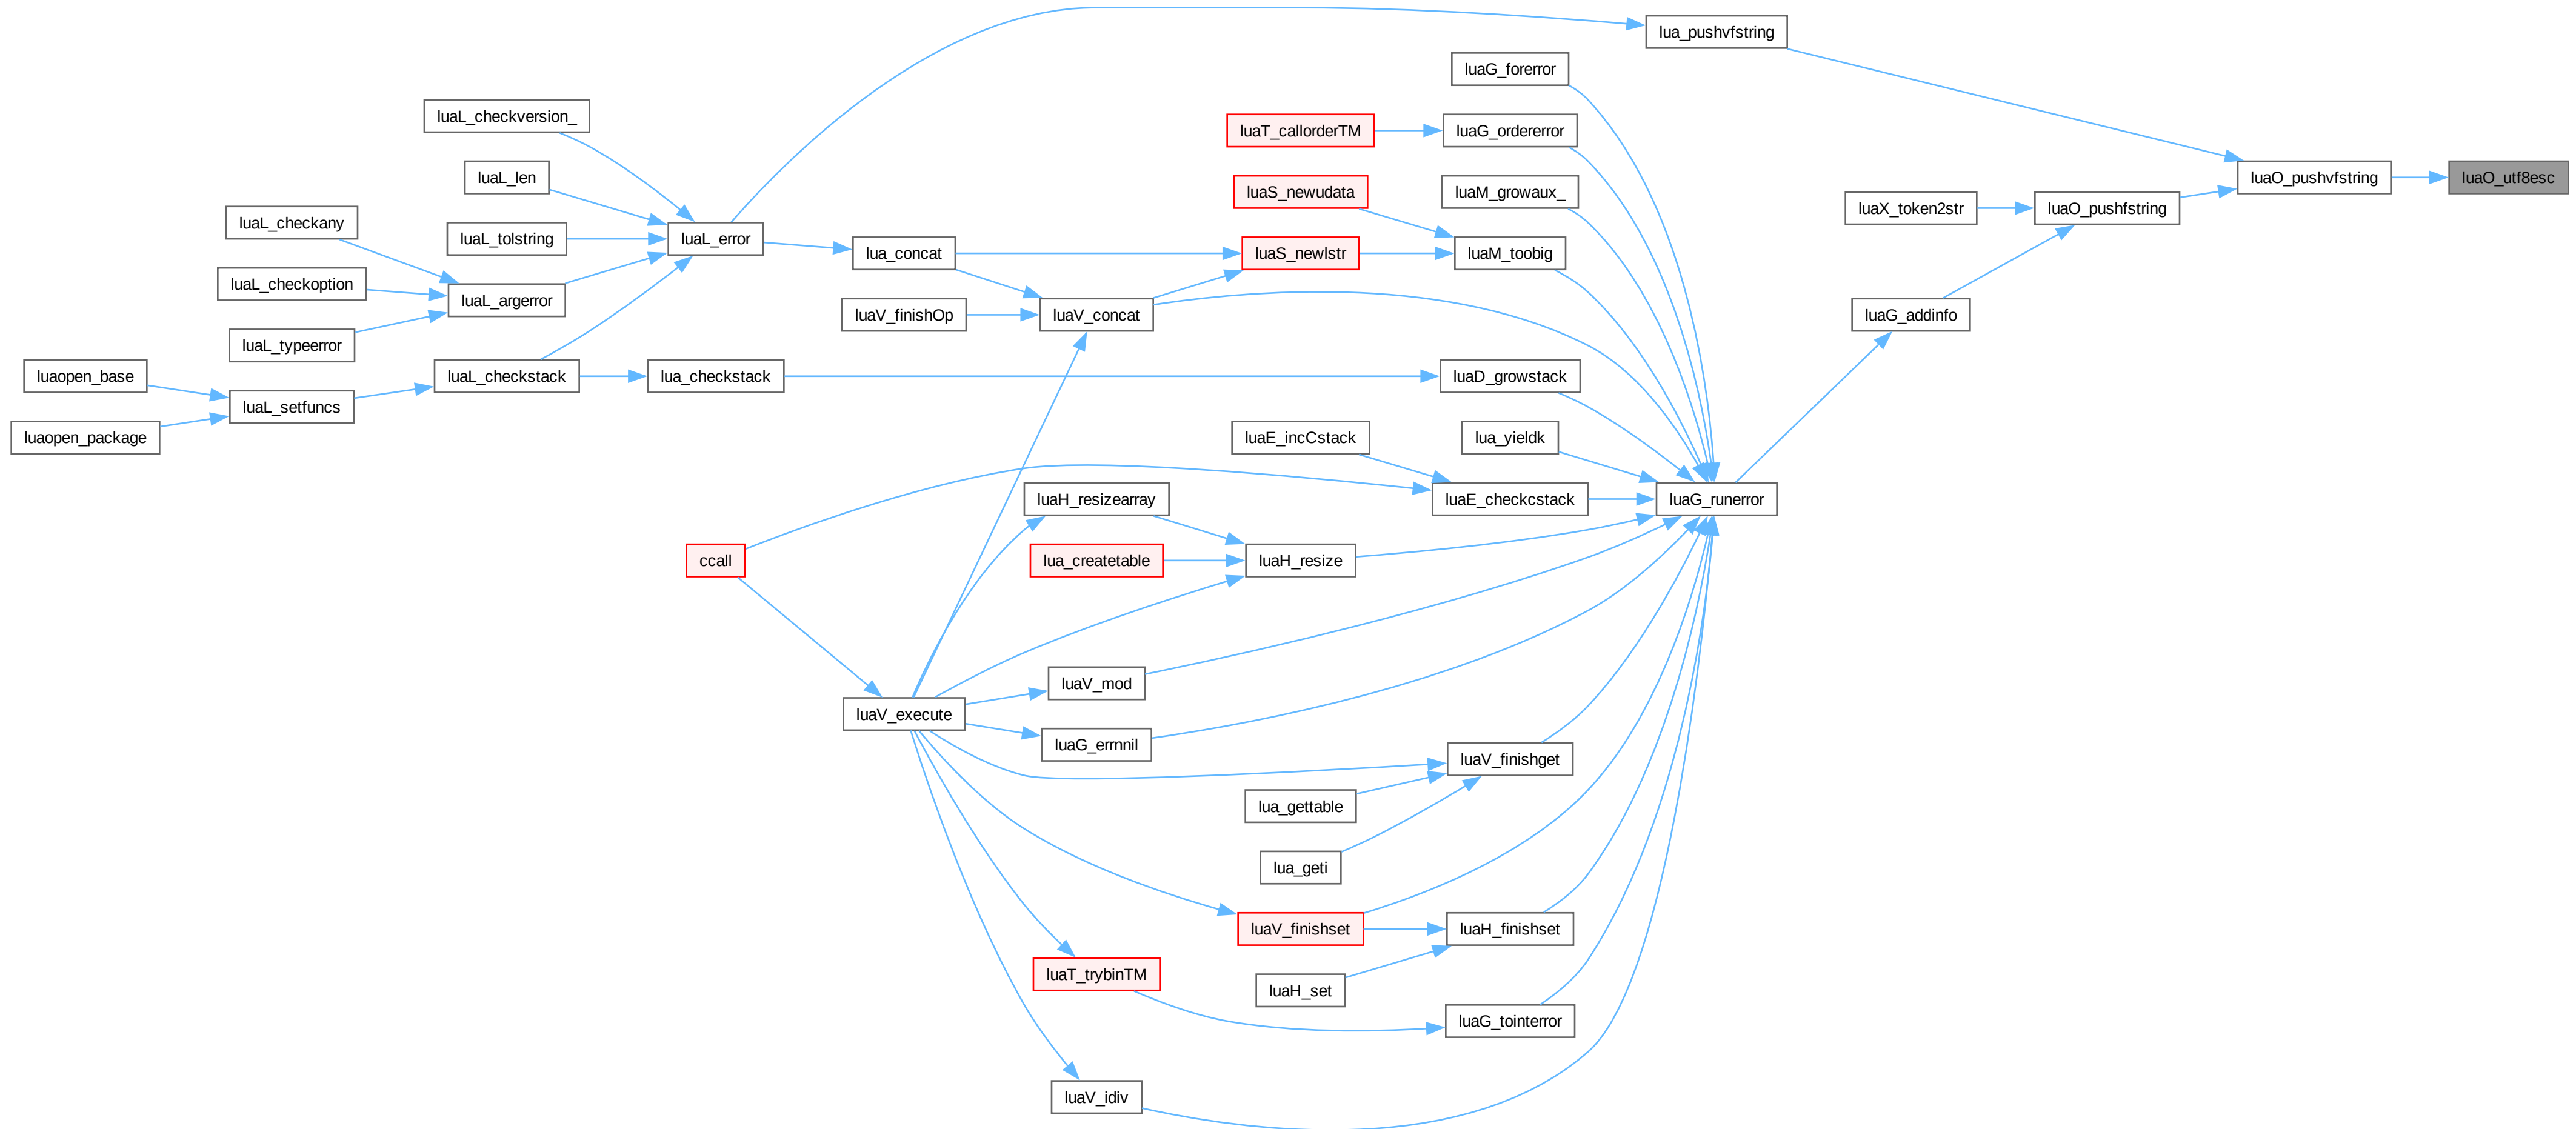 lua_pushvfstring
luaG_forerror
luaL_checkversion_
luaT_callorderTM
luaG_ordererror
luaL_len
luaO_pushvfstring
luaO_utf8esc
luaS_newudata
luaM_growaux_
luaX_token2str
luaO_pushfstring
luaL_checkany
luaL_tolstring
luaL_error
lua_concat
luaS_newlstr
luaM_toobig
luaL_checkoption
luaL_argerror
luaV_finishOp
luaV_concat
luaG_addinfo
luaL_typeerror
luaopen_base
luaL_checkstack
lua_checkstack
luaD_growstack
luaL_setfuncs
luaopen_package
luaE_incCstack
lua_yieldk
luaH_resizearray
luaE_checkcstack
luaG_runerror
ccall
lua_createtable
luaH_resize
luaV_mod
luaV_execute
luaG_errnnil
luaV_finishget
lua_gettable
lua_geti
luaV_finishset
luaH_finishset
luaT_trybinTM
luaH_set
luaG_tointerror
luaV_idiv